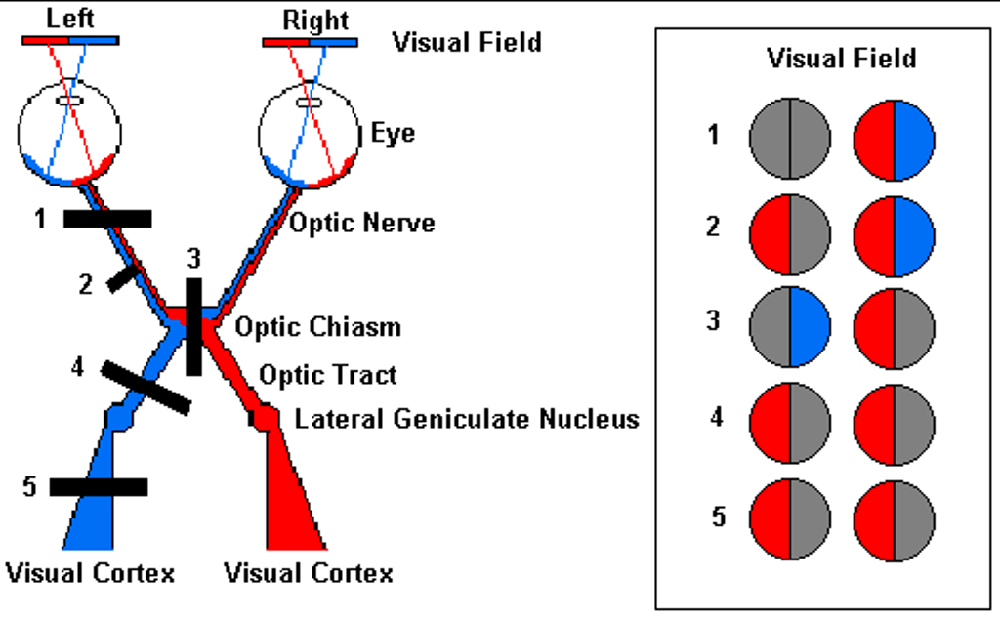 Left
Right
Visual Field
Eye
1
Optic Nerve
2
3
Optic Chiasm
4
Optic Tract
Lateral Geniculate Nucleus
5
Visual Cortex
Visual Cortex
Visual Field
1
2
3
4
5